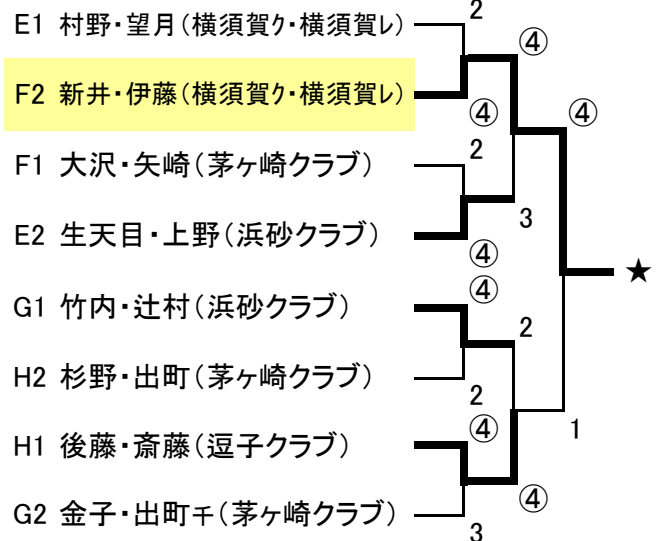 E1 村野・望月(横須賀ｸ・横須賀ﾚ) 2
④
F2 新井・伊藤(横須賀ｸ・横須賀ﾚ) ④ ④
F1 大沢・矢崎(茅ヶ崎クラブ) 2
3
E2 生天目・上野(浜砂クラブ) ④
★
G1 竹内・辻村(浜砂クラブ) ④
2
H2 杉野・出町(茅ヶ崎クラブ) 2
1
H1 後藤・斎藤(逗子クラブ) ④
④
G2 金子・出町チ(茅ヶ崎クラブ) 3